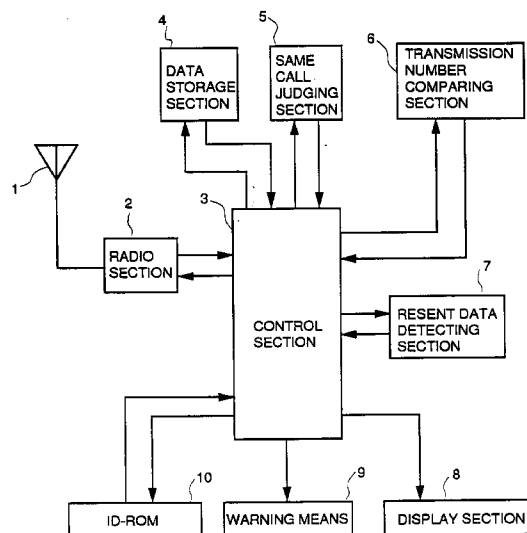 4
DATA
STORAGE
SECTION
5
SAME
CALL
JUDGING
SECTION
6
TRANSMISSION
NUMBER
COMPARING
SECTION
1
2
RADIO
SECTION
3
CONTROL
SECTION
7
RESENT DATA
DETECTING
SECTION
10
ID-ROM
9
WARNING MEANS
8
DISPLAY SECTION